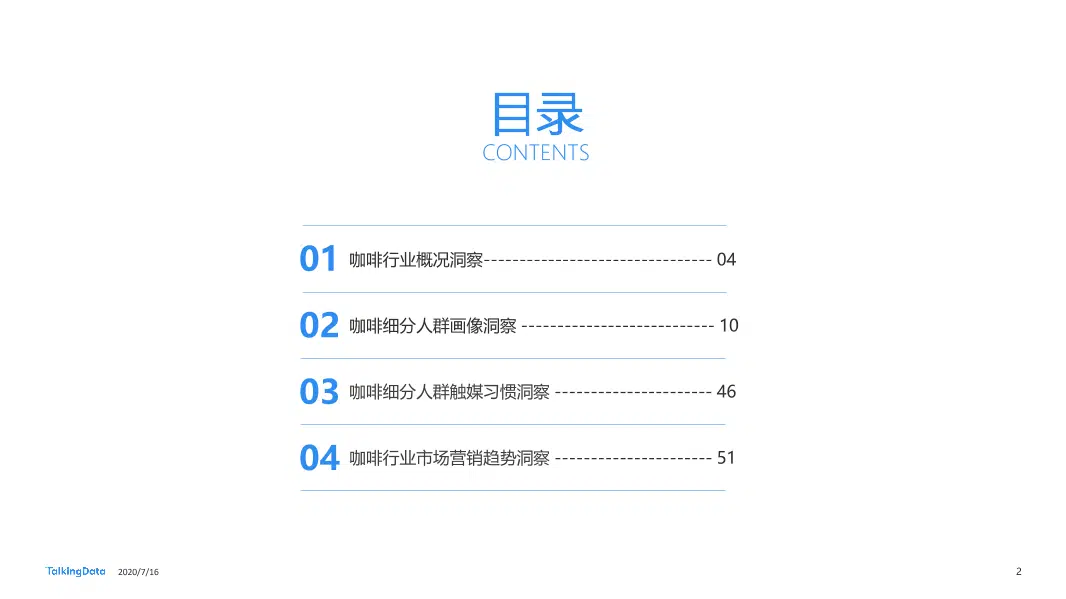 目录
CONTENTS
01 咖啡行业概况洞察-------------------------------- 04
02 咖啡细分人群画像洞察 --------------------------- 10
03 咖啡细分人群触媒习惯洞察 ---------------------- 46
04 咖啡行业市场营销趋势洞察 ---------------------- 51
TalkingData 2020/7/16 2